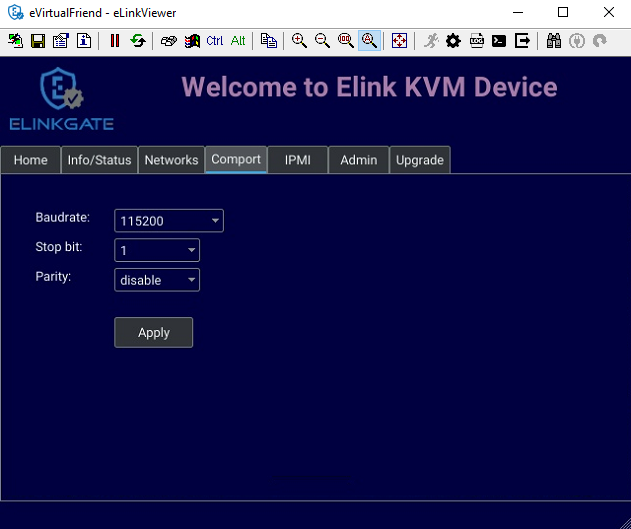 eVirtualFriend - eLinkViewer
Ctrl Alt
LOG
ELINKGATE
Welcome to Elink KVM Device
Home Info/Status Networks Comport IPMI Admin Upgrade
Baudrate: 115200
Stop bit: 1
Parity: disable
Apply